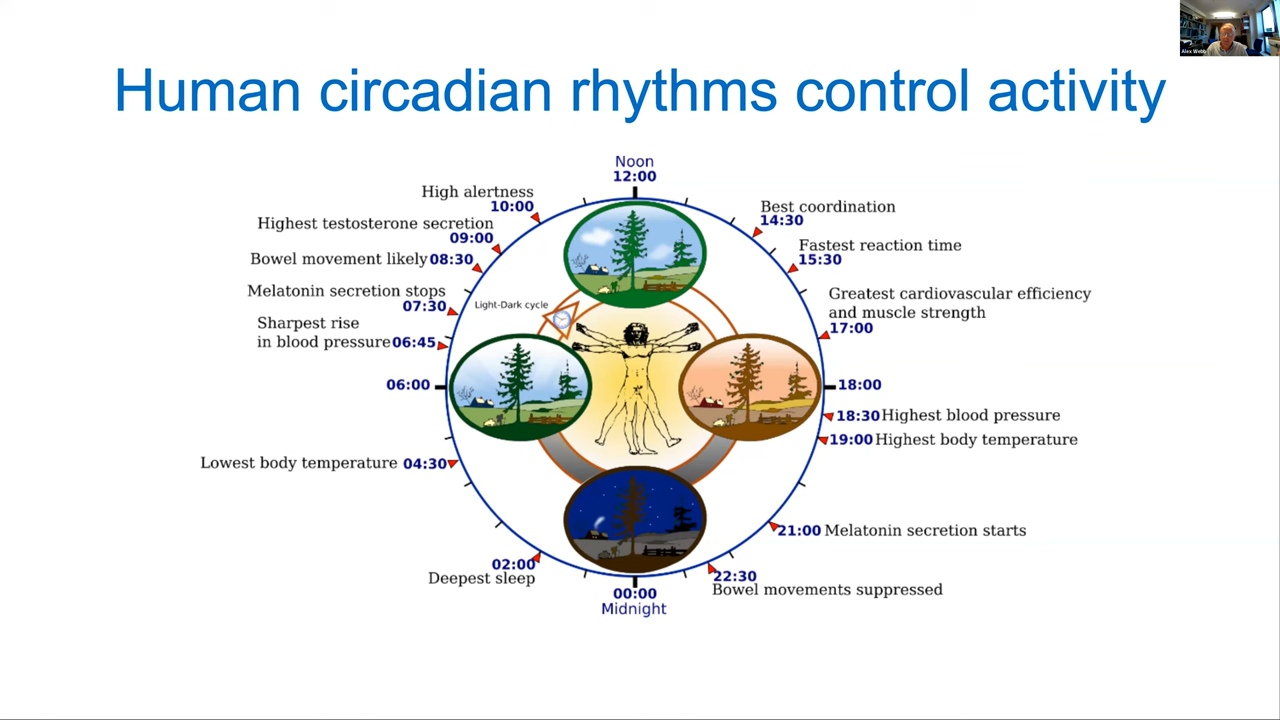 Human circadian rhythms control activity
Alex Webb
Noon
12:00
High alertness
10:00
Highest testosterone secretion
09:00
Bowel movement likely 08:30
Melatonin secretion stops
07:30
Sharpest rise
in blood pressure 06:45
06:00
Lowest body temperature 04:30
02:00
Deepest sleep
00:00
Midnight
Light-Dark cycle
Best coordination
14:30
Fastest reaction time
15:30
Greatest cardiovascular efficiency
and muscle strength
17:00
18:00
18:30 Highest blood pressure
19:00 Highest body temperature
21:00 Melatonin secretion starts
22:30
Bowel movements suppressed